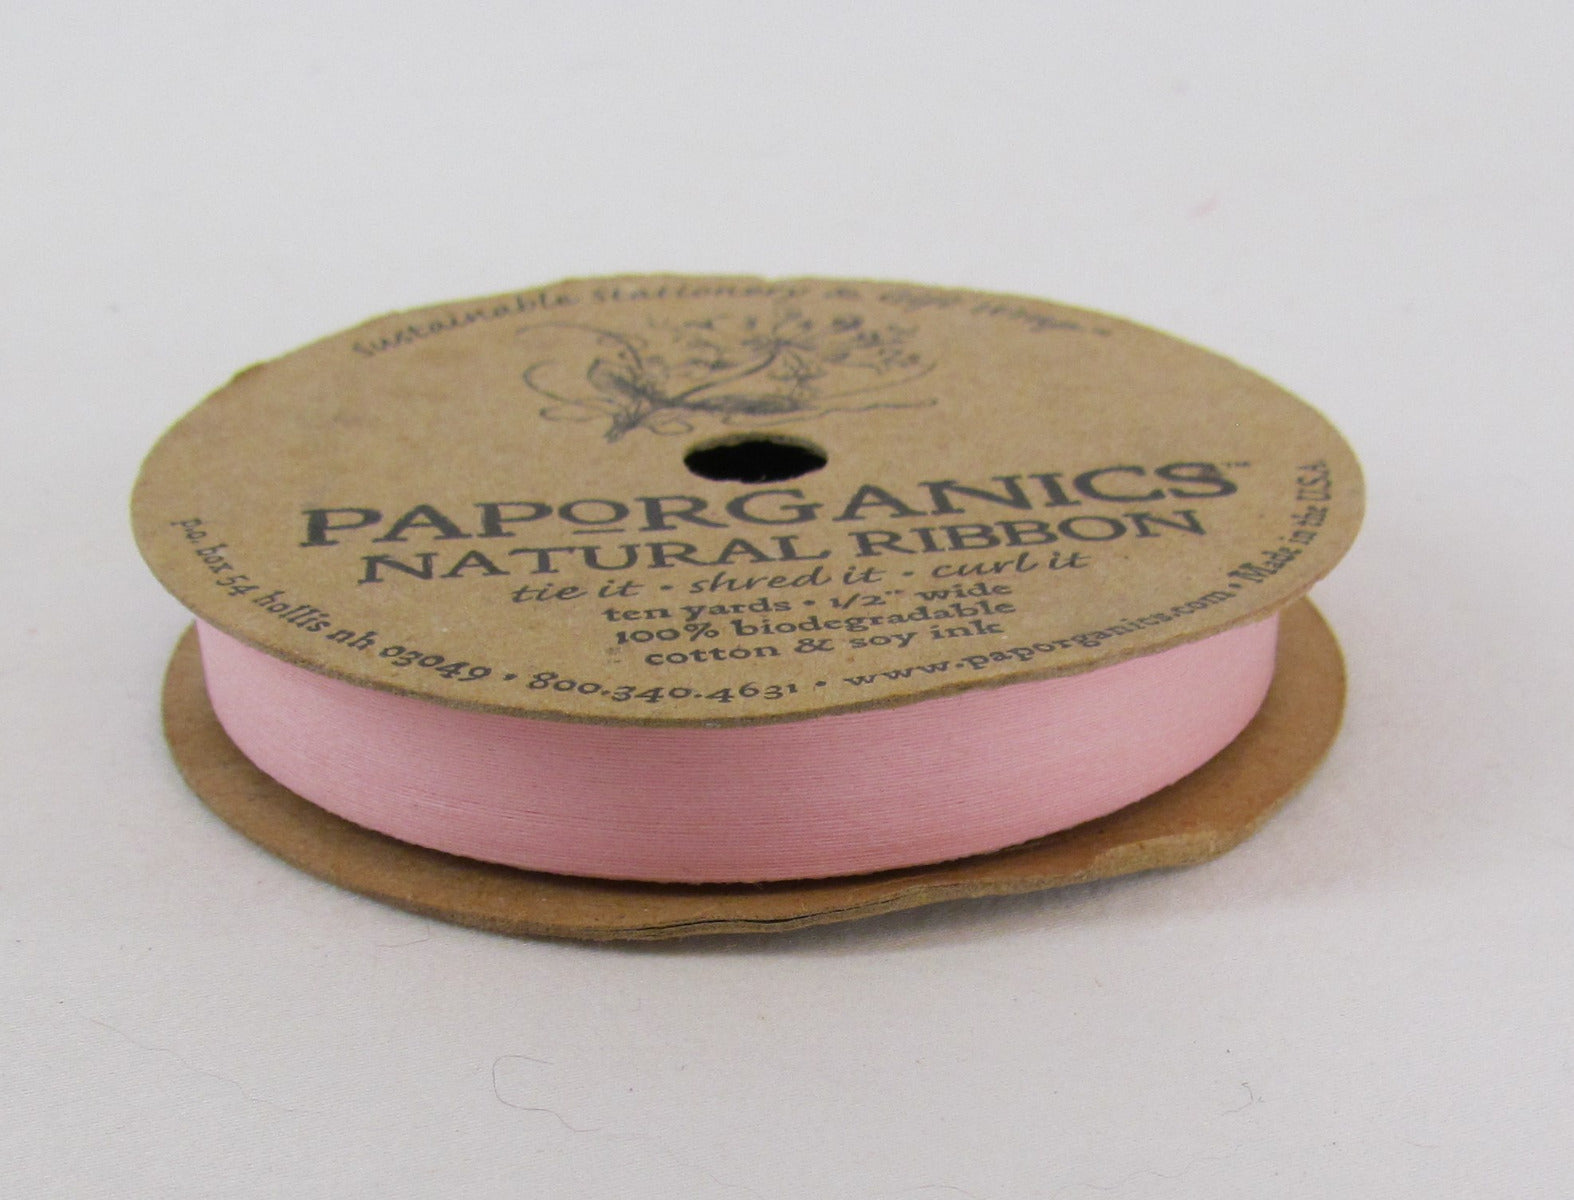 Sustainable Stationery & Gift Wrap
PAPORGANICS™
NATURAL RIBBON
tie it • shred it • curl it
ten yards • 1/2" wide
100% biodegradable
cotton & soy ink
p.o. box 54 hollis nh 03049 • 800.340.4631 • www.paporganics.com • Made in the USA